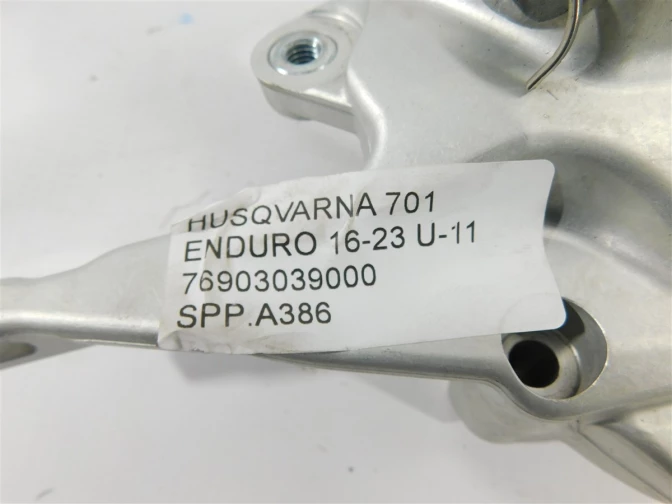 HUSQVARNA 701
ENDURO 16-23 U-11
76903039000
SPP.A386